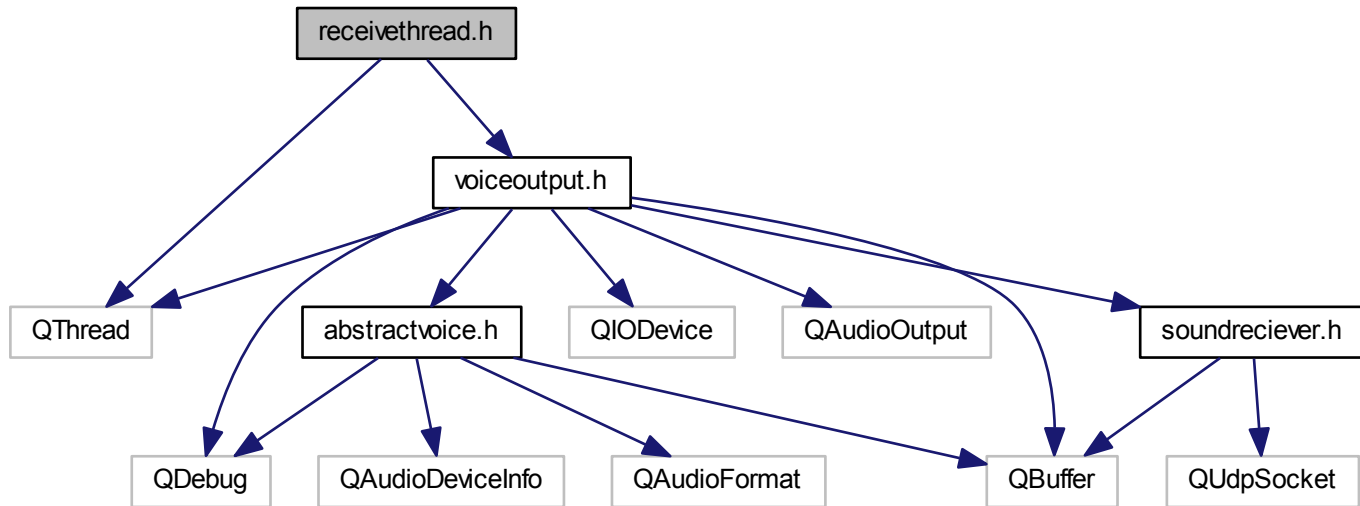 receivethread.h
voiceoutput.h
QThread
abstractvoice.h
QIODevice
QAudioOutput
soundreciever.h
QDebug
QAudioDeviceInfo
QAudioFormat
QBuffer
QUdpSocket